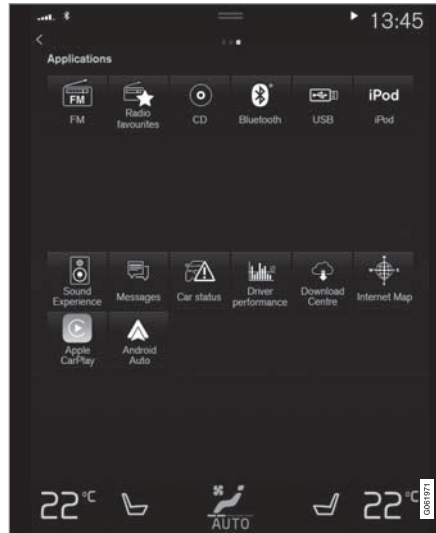 13:45
Applications
FM
FM
Radio
favourites
CD
Bluetooth
USB
iPod
iPod
Sound
Experience
Messages
Car status
Driver
performance
Download
Centre
Internet Map
Apple
CarPlay
Android
Auto
22°C
AUTO
22°C
G061971